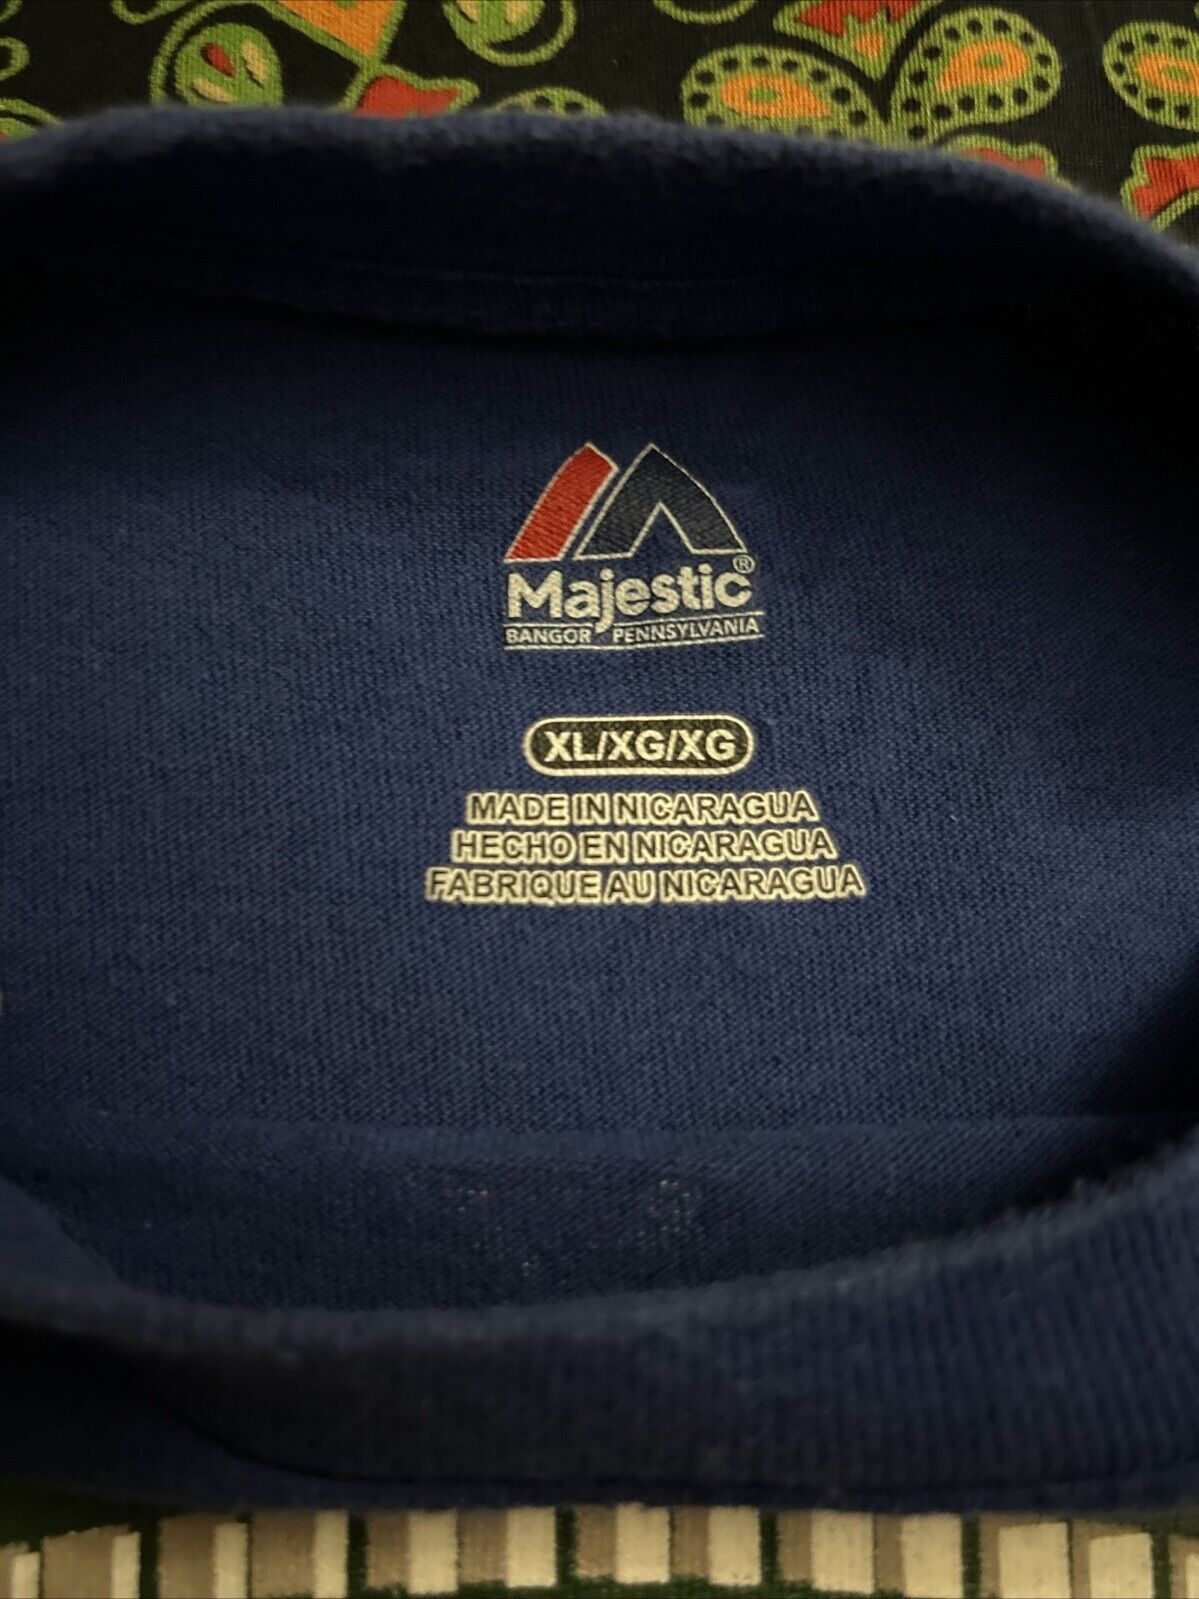 Majestic®
BANGOR PENNSYLVANIA
XL/XG/XG
MADE IN NICARAGUA
HECHO EN NICARAGUA
FABRIQUE AU NICARAGUA